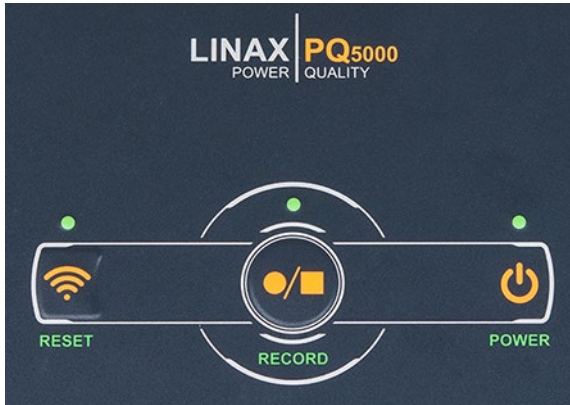 LINAX PQ5000
POWER QUALITY
RESET
RECORD
POWER